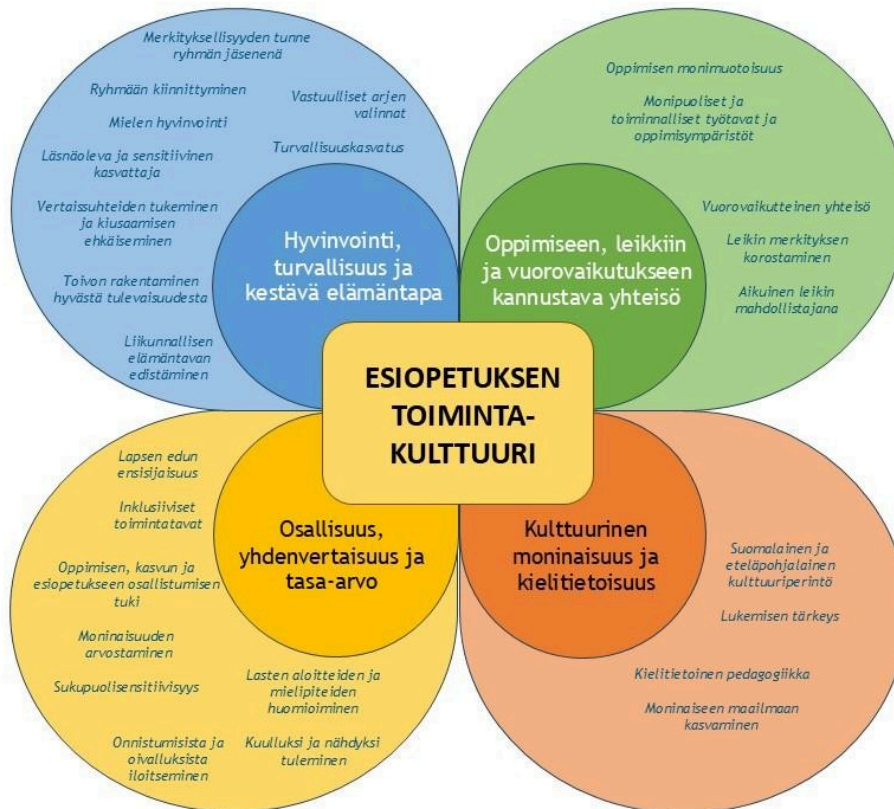 Merkityksellisyyden tunne
ryhmän jäsenenä
Ryhmään kiinnittyminen
Vastuulliset arjen
valinnat
Mielen hyvinvointi
Turvallisuuskasvatus
Läsnäoleva ja sensitiivinen
kasvattaja
Vertaissuhteiden tukeminen
ja kiusaamisen
ehkäiseminen
Toivon rakentaminen
hyvästä tulevaisuudesta
Liikunnallisen
elämäntavan
edistäminen
Hyvinvointi,
turvallisuus ja
kestävä elämäntapa
Oppimisen monimuotoisuus
Monipuoliset ja
toiminnalliset työtavat ja
oppimisympäristöt
Vuorovaikutteinen yhteisö
Leikin merkityksen
korostaminen
Aikuinen leikin
mahdollistajana
Oppimiseen, leikkiin
ja vuorovaikutukseen
kannustava yhteisö
ESIOPETUKSEN
TOIMINTA-
KULTTUURI
Lapsen edun
ensisijaisuus
Inklusiiviset
toimintatavat
Oppimisen, kasvun ja
esiopetukseen osallistumisen
tuki
Moninaisuuden
arvostaminen
Sukupuolisensitiivisyys
Lasten aloitteiden ja
mielipiteiden
huomioiminen
Onnistumisista ja
oivalluksista
iloitseminen
Kuulluksi ja nähdyksi
tuleminen
Osallisuus,
yhdenvertaisuus ja
tasa-arvo
Kulttuurinen
moninaisuus ja
kielitietoisuus
Suomalainen ja
eteläpohjalainen
kulttuuriperintö
Lukemisen tärkeys
Kielitietoinen pedagogiikka
Moninaiseen maailmaan
kasvaminen